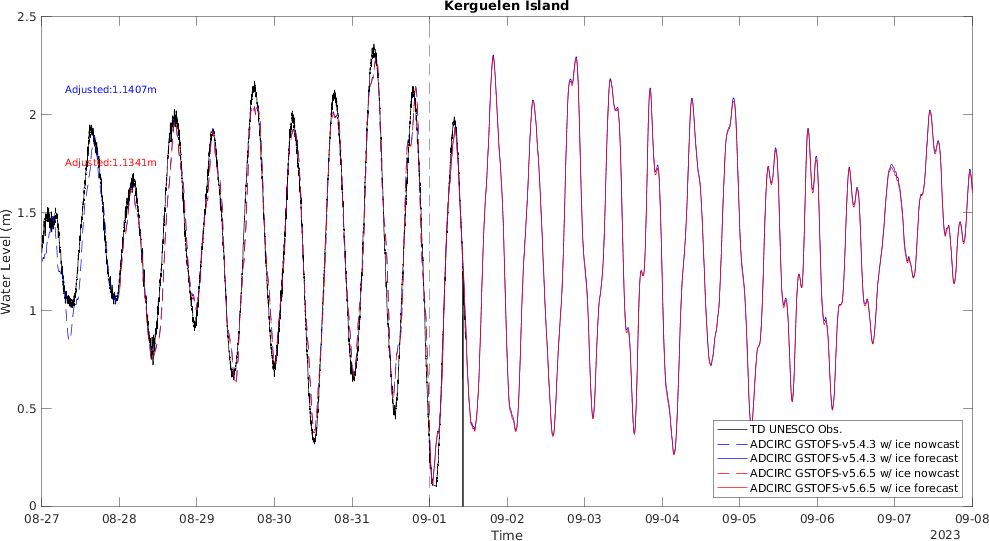 Kerguelen Island
2.5
2
1.5
1
0.5
0
Water Level (m)
Adjusted:1.1407m
Adjusted:1.1341m
TD UNESCO Obs.
ADCIRC GSTOFS-v5.4.3 w/ ice nowcast
ADCIRC GSTOFS-v5.4.3 w/ ice forecast
ADCIRC GSTOFS-v5.6.5 w/ ice nowcast
ADCIRC GSTOFS-v5.6.5 w/ ice forecast
08-27 08-28 08-29 08-30 08-31 09-01 09-02 09-03 09-04 09-05 09-06 09-07 09-08
Time
2023